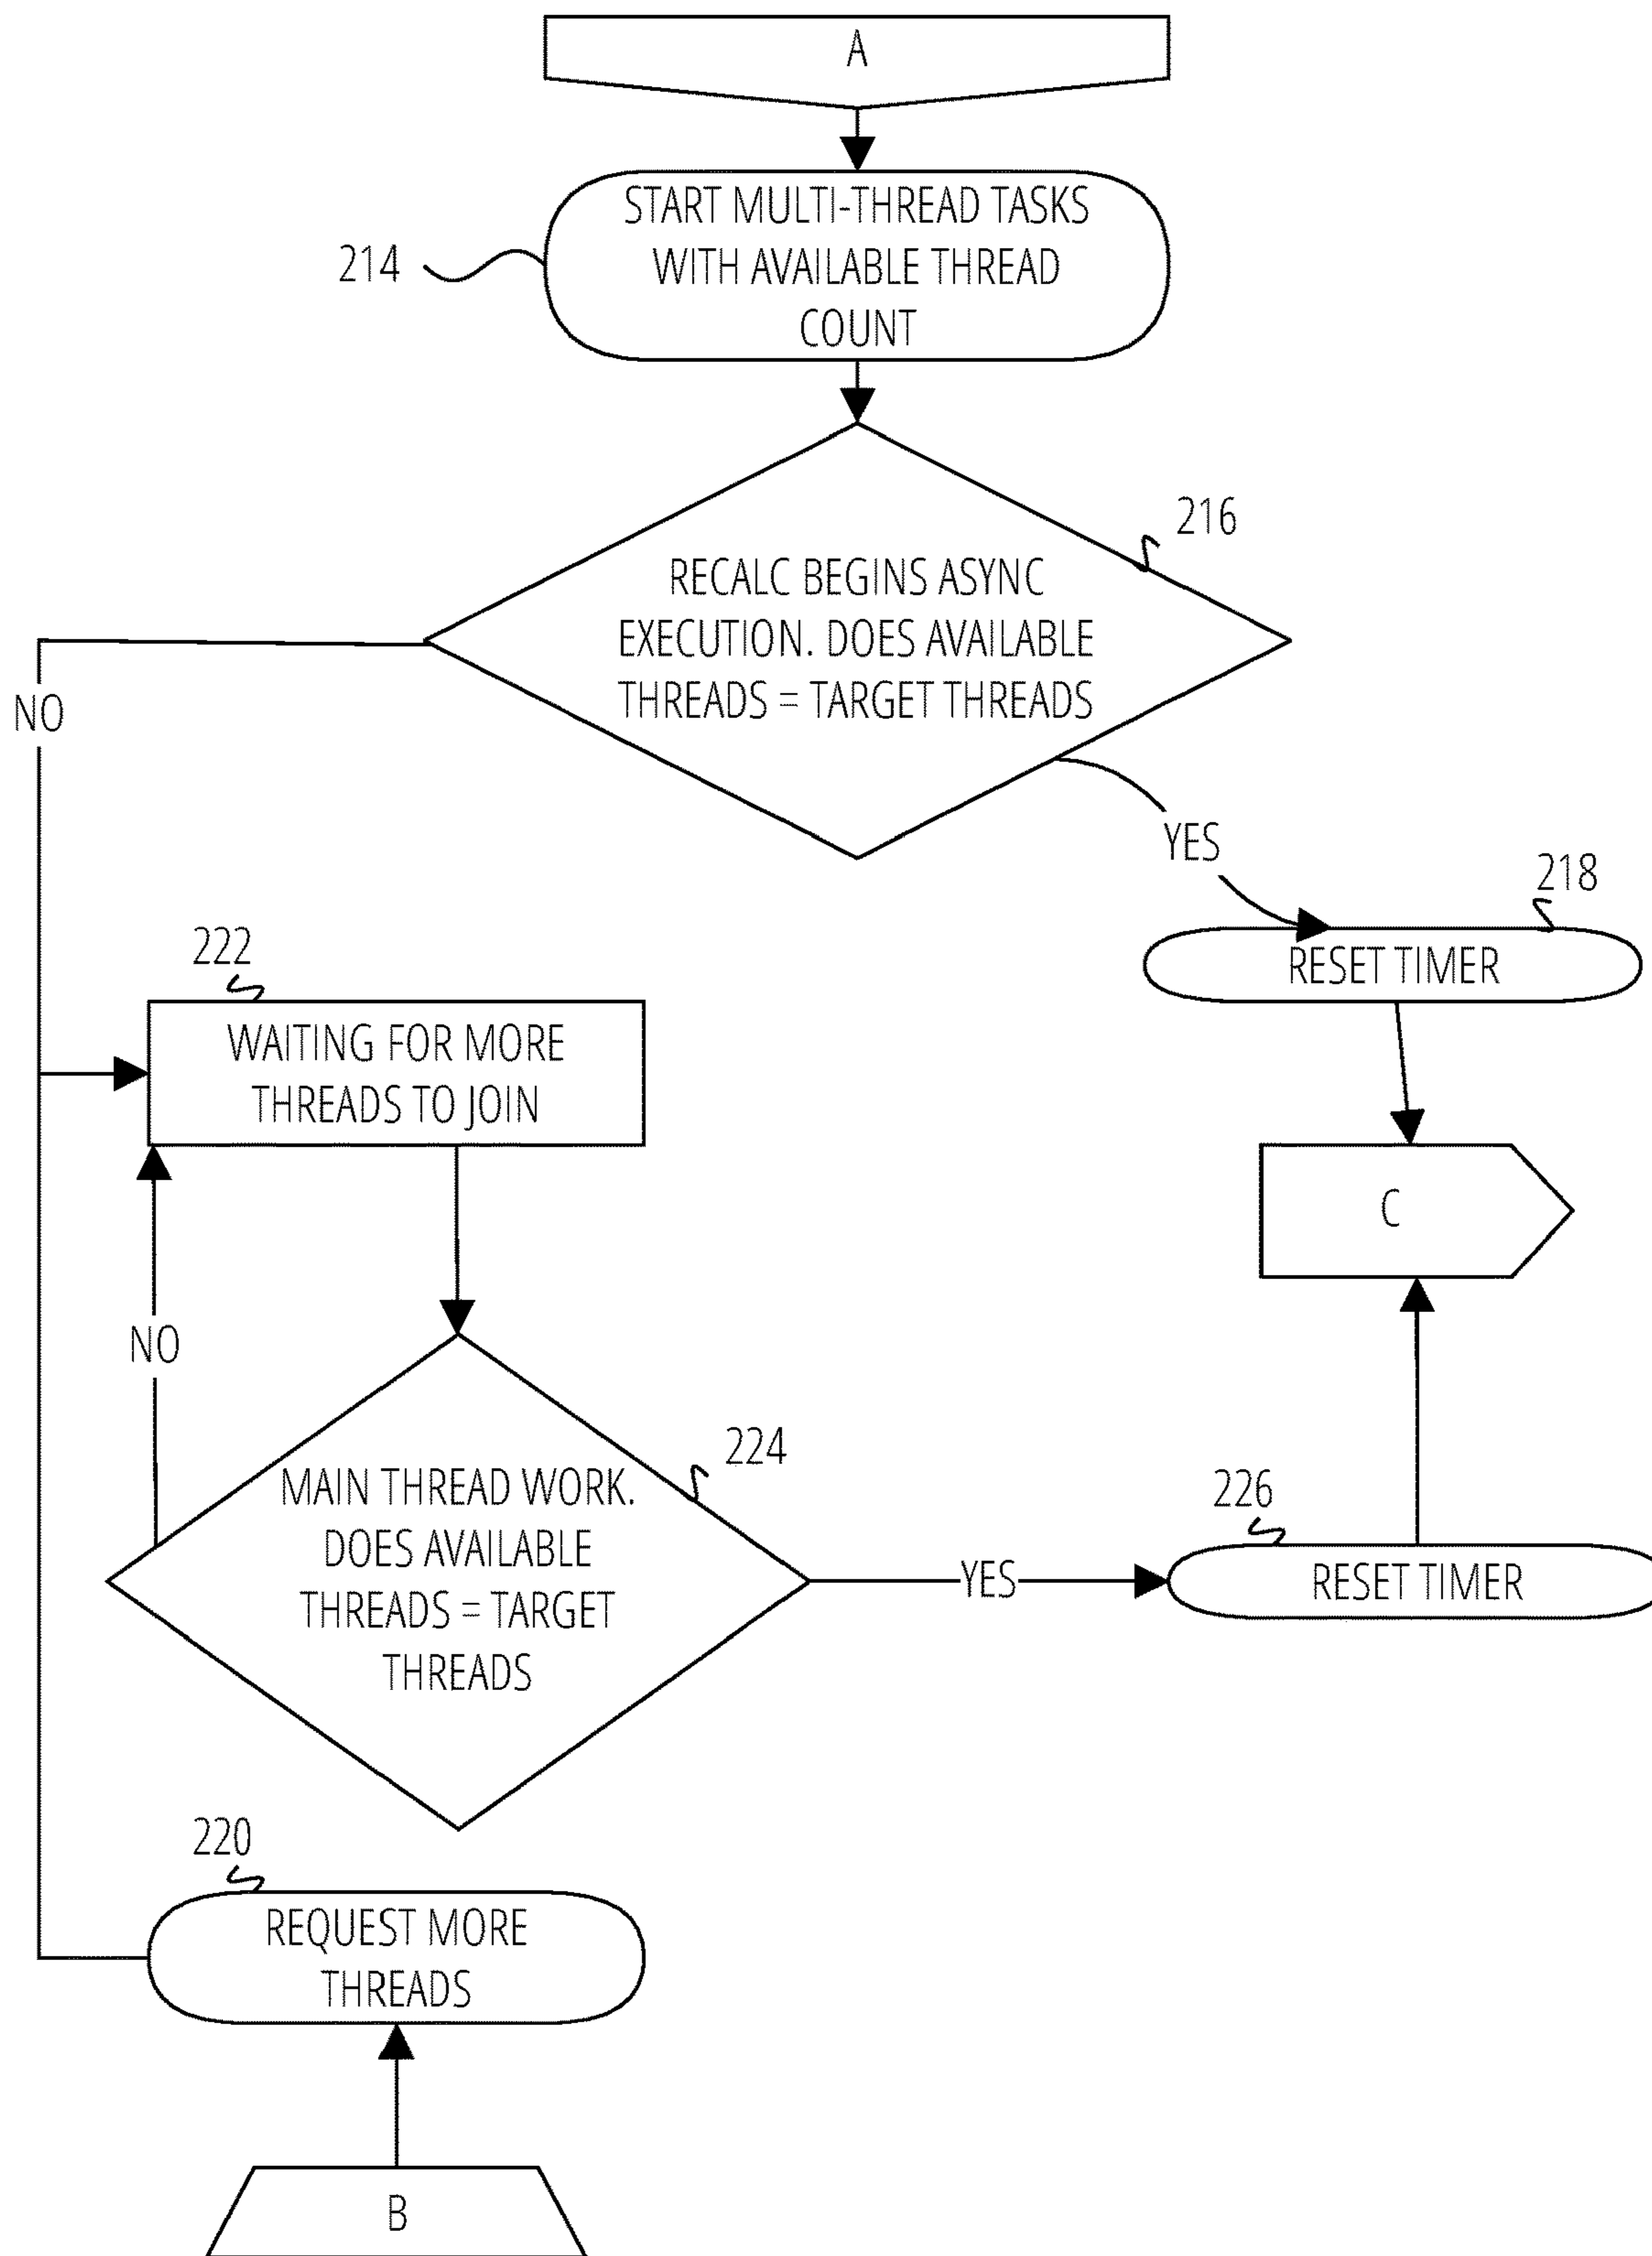 A
START MULTI-THREAD TASKS
WITH AVAILABLE THREAD
COUNT
214
216
RECALC BEGINS ASYNC
EXECUTION. DOES AVAILABLE
THREADS = TARGET THREADS
NO
YES
218
RESET TIMER
222
WAITING FOR MORE
THREADS TO JOIN
C
NO
224
MAIN THREAD WORK.
DOES AVAILABLE
THREADS = TARGET
THREADS
YES
226
RESET TIMER
220
REQUEST MORE
THREADS
B